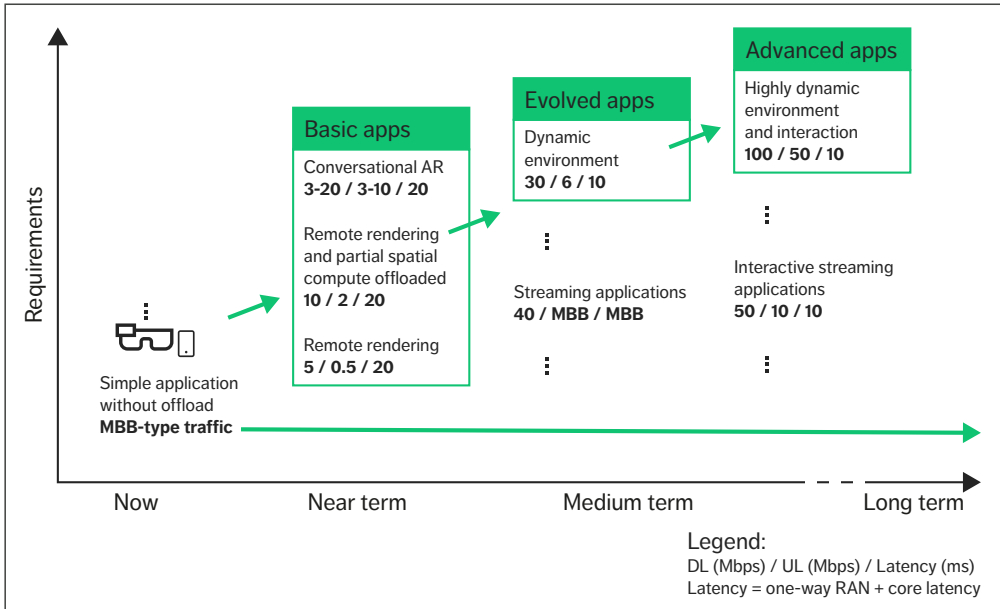 Requirements
Simple application
without offload
MBB-type traffic
Basic apps
Conversational AR
3-20 / 3-10 / 20
Remote rendering
and partial spatial
compute offloaded
10 / 2 / 20
Remote rendering
5 / 0.5 / 20
Evolved apps
Dynamic
environment
30 / 6 / 10
Streaming applications
40 / MBB / MBB
Advanced apps
Highly dynamic
environment
and interaction
100 / 50 / 10
Interactive streaming
applications
50 / 10 / 10
Now
Near term
Medium term
Long term
Legend:
DL (Mbps) / UL (Mbps) / Latency (ms)
Latency = one-way RAN + core latency